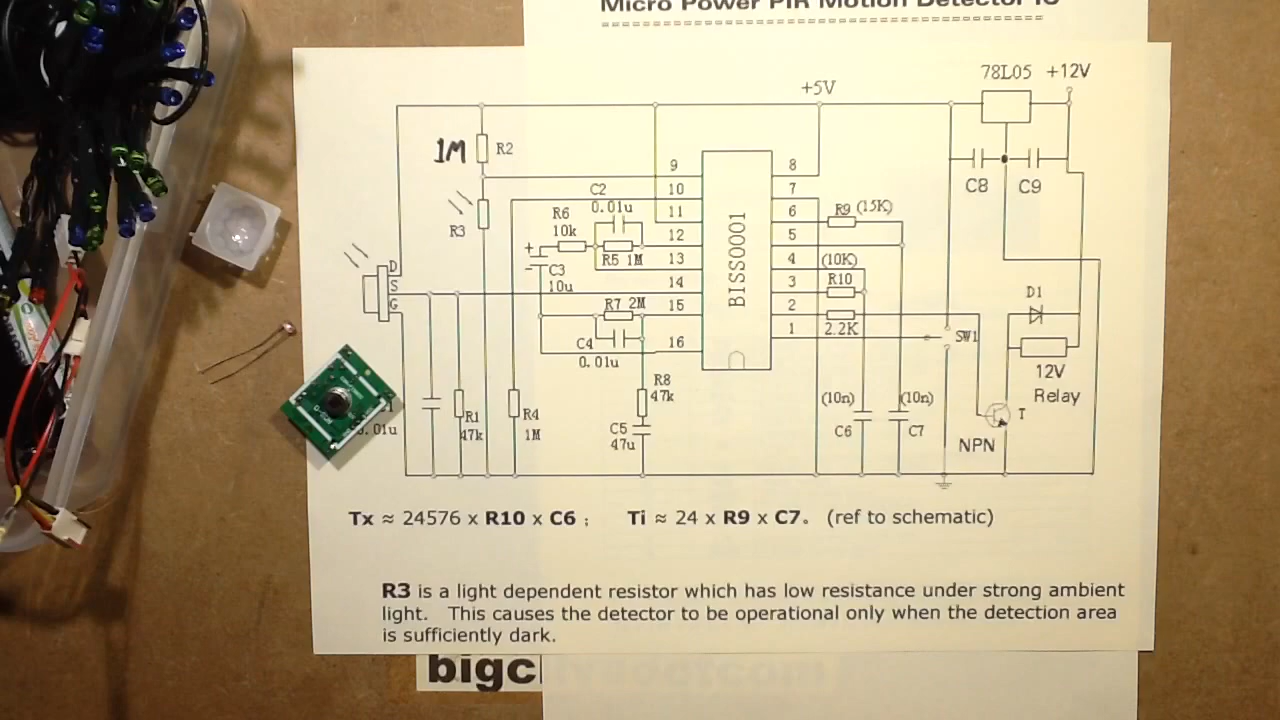 Micro Power PIR Motion Detector IC
78L05 +12V
+5V
1M R2
C8 C9
R3
C2
0.01u
R6
10k
R5 1M
+
-
C3
10u
R7 2M
C4
0.01u
R8
47k
C5
47u
D
S
G
R1
47k
R4
1M
9
10
11
12
13
14
15
16
BISS0001
8
7
6
5
4
3
2
1
R9 (15K)
(10K)
R10
2.2K
SW1
D1
12V
Relay
T
NPN
(10n) (10n)
C6 C7
.01u
Tx ≈ 24576 x R10 x C6 ; Ti ≈ 24 x R9 x C7. (ref to schematic)
R3 is a light dependent resistor which has low resistance under strong ambient
light. This causes the detector to be operational only when the detection area
is sufficiently dark.
bigclivedotcom